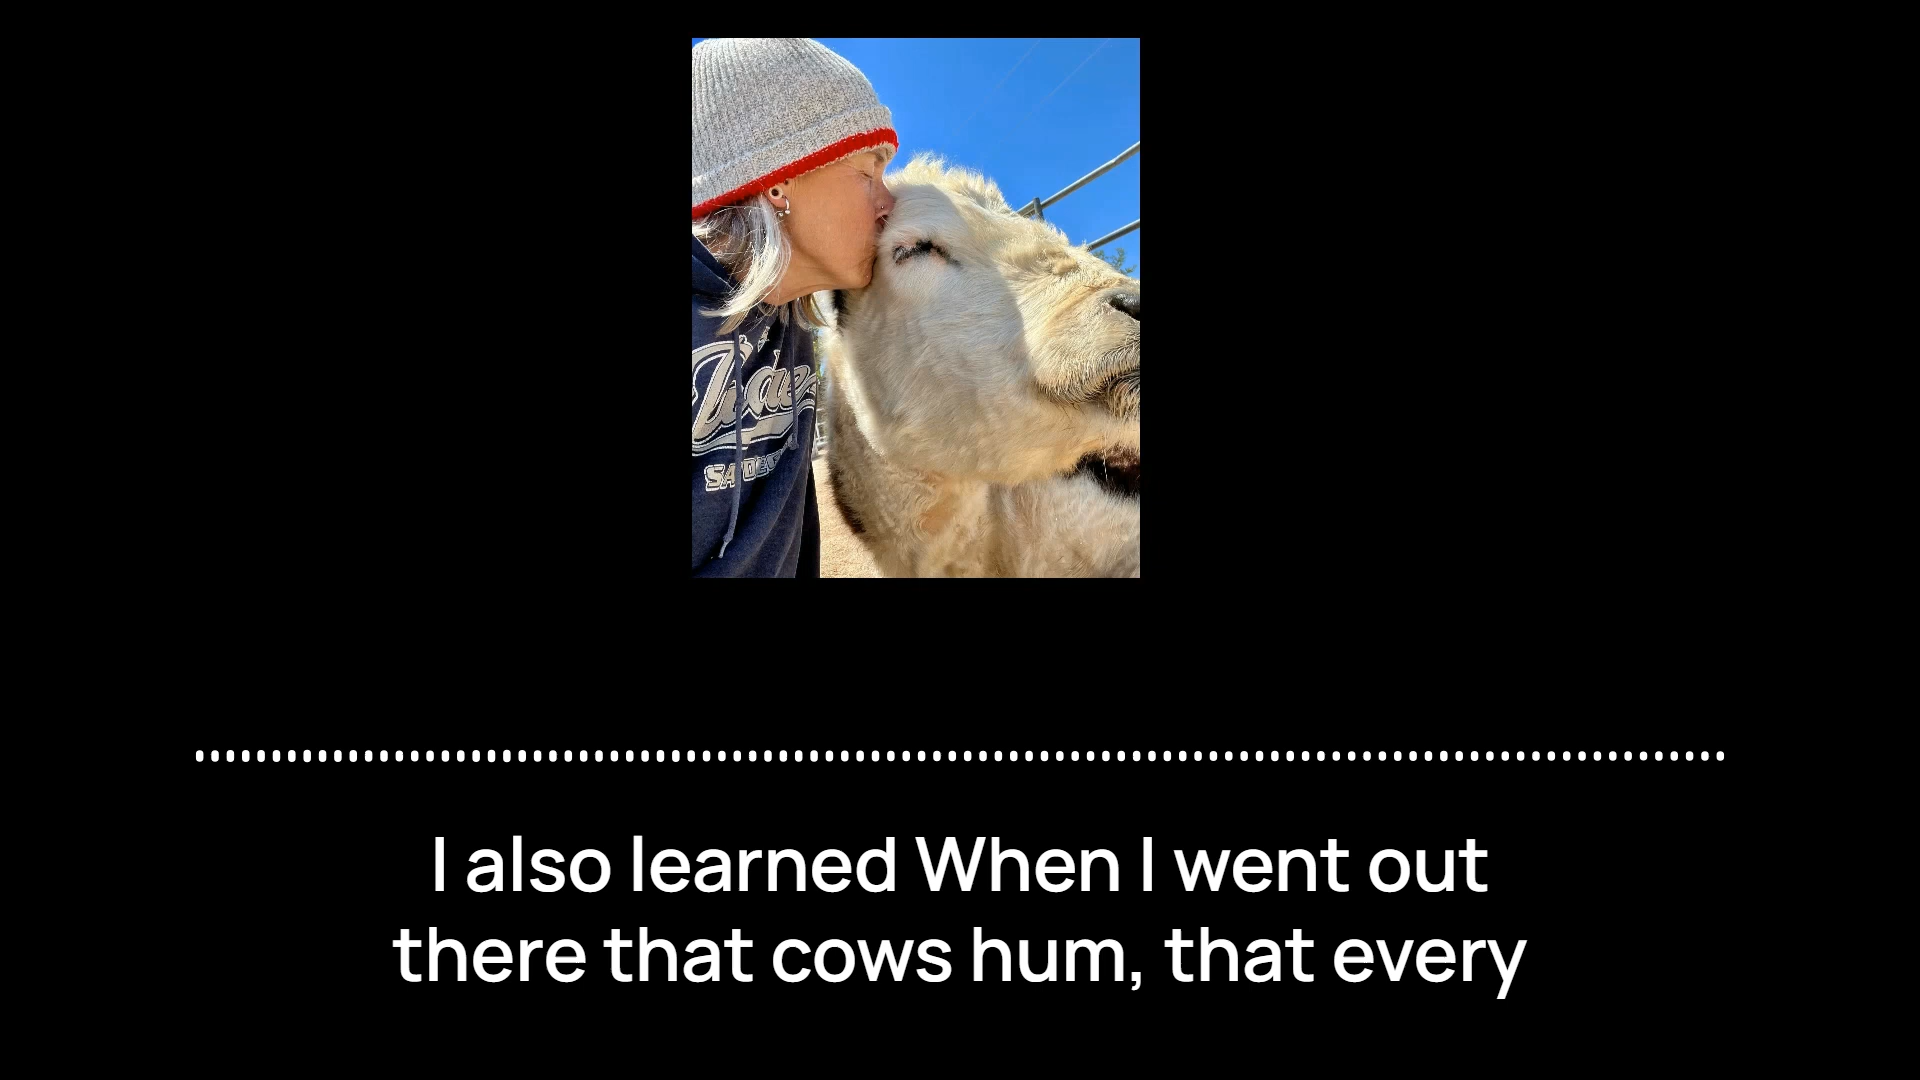 I also learned When I went out
there that cows hum, that every